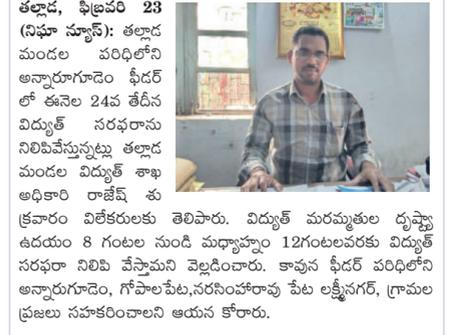 తల్లాడ, ఫిబ్రవరి 23
(నిఘా న్యూస్): తల్లాడ
మండల పరిధిలోని
అన్నారూగూడెం ఫీడర్
లో ఈనెల 24వ తేదీన
విద్యుత్ సరఫరాను
నిలిపివేస్తున్నట్లు తల్లాడ
మండల విద్యుత్ శాఖ
అధికారి రాజేష్ శు
క్రవారం విలేకరులకు తెలిపారు. విద్యుత్ మరమ్మతుల దృష్ట్యా
ఉదయం 8 గంటల నుండి మధ్యాహ్నం 12గంటలవరకు విద్యుత్
సరఫరా నిలిపి వేస్తామని వెల్లడించారు. కావున ఫీడర్ పరిధిలోని
అన్నారుగూడెం, గోపాలపేట,నరసింహారావు పేట లక్ష్మీనగర్, గ్రామల
ప్రజలు సహకరించాలని ఆయన కోరారు.